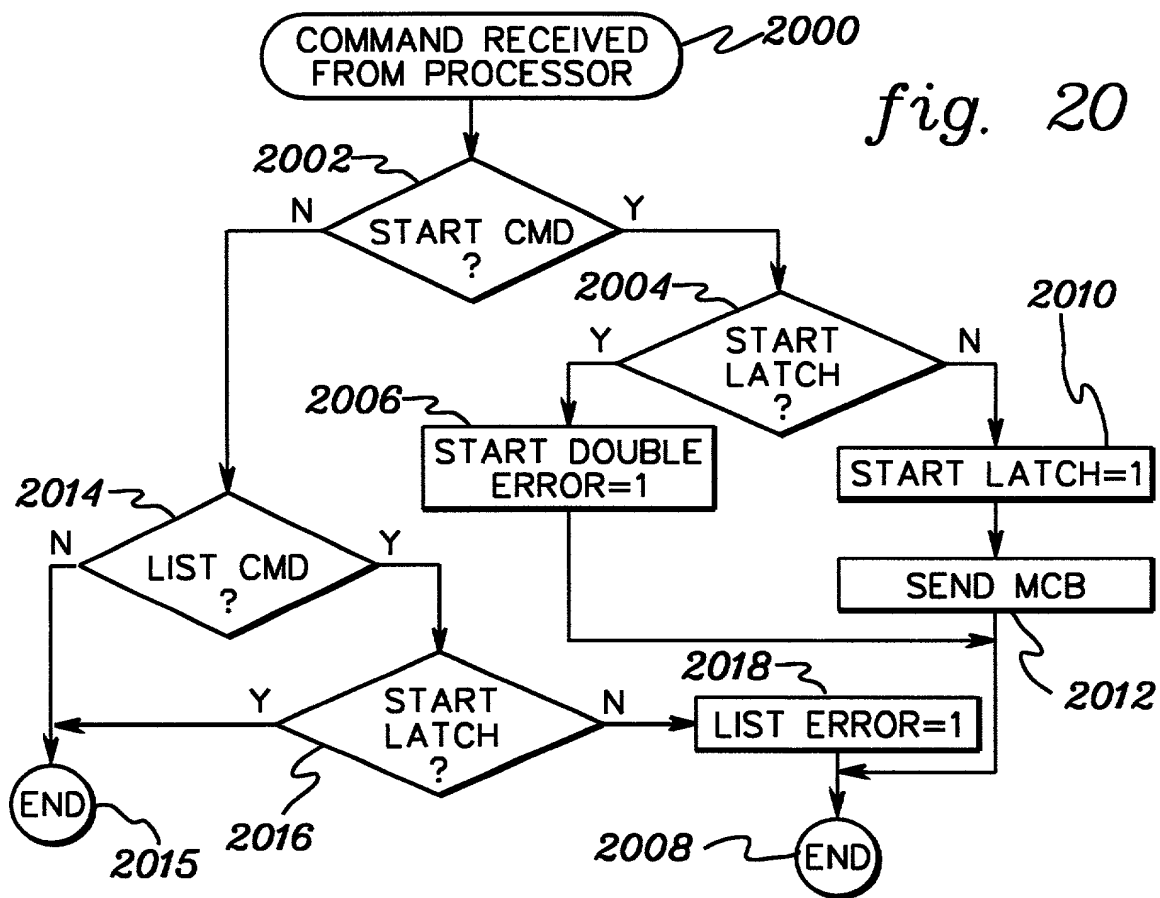 COMMAND RECEIVED
FROM PROCESSOR
2000
fig. 20
2002
N
Y
START CMD
?
2004
2010
Y
N
START
LATCH
?
2006
START DOUBLE
ERROR=1
START LATCH=1
2014
N
Y
LIST CMD
?
SEND MCB
2012
Y
N
START
LATCH
?
2018
LIST ERROR=1
END
2015
2016
2008
END